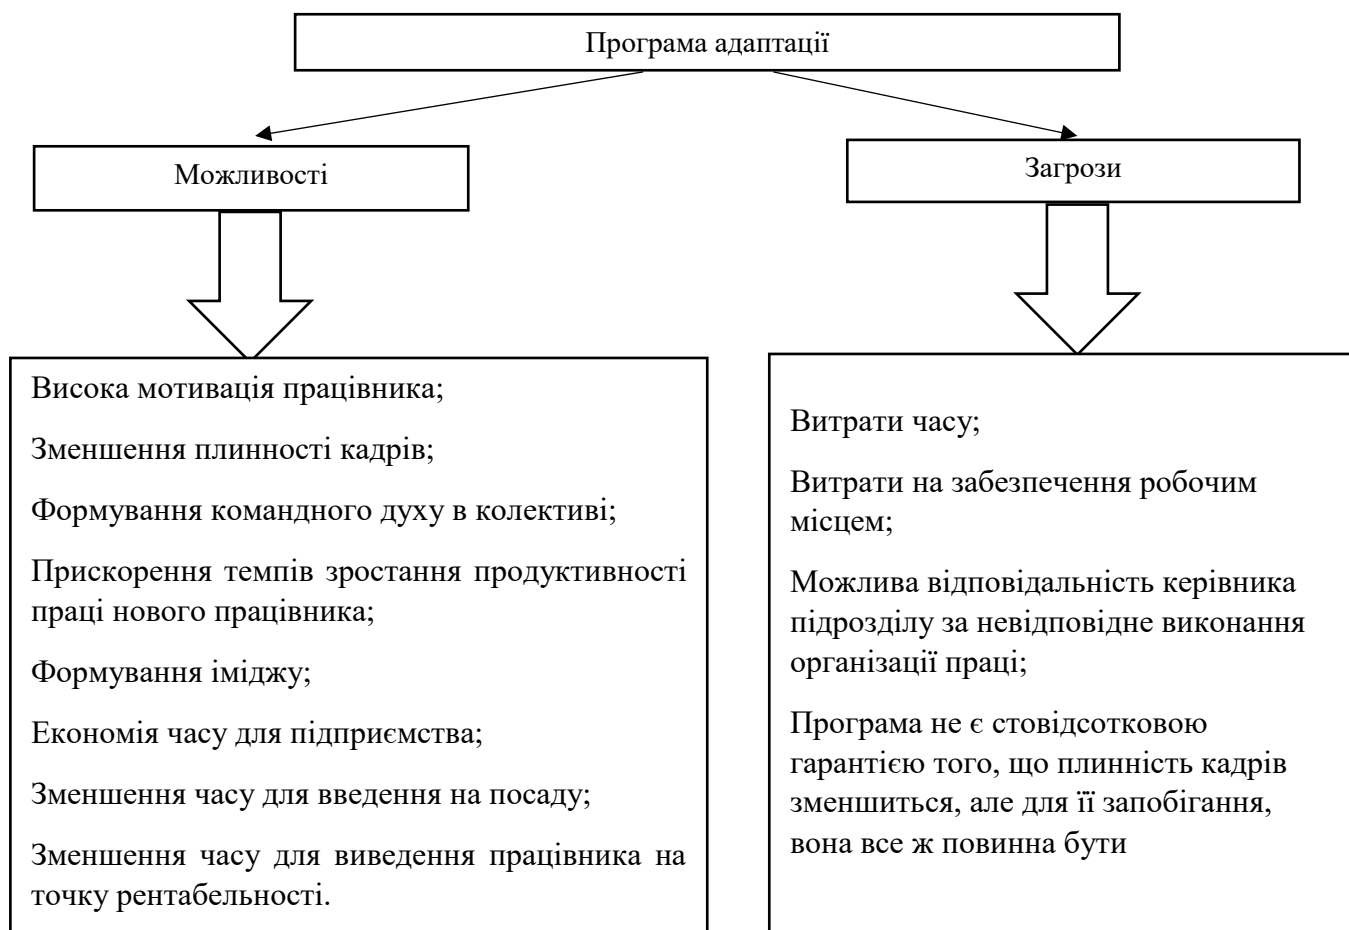 Програма адаптації
Можливості
Загрози
Висока мотивація працівника;
Зменшення плинності кадрів;
Формування командного духу в колективі;
Прискорення темпів зростання продуктивності
праці нового працівника;
Формування іміджу;
Економія часу для підприємства;
Зменшення часу для введення на посаду;
Зменшення часу для виведення працівника на
точку рентабельності.
Витрати часу;
Витрати на забезпечення робочим
місцем;
Можлива відповідальність керівника
підрозділу за невідповідне виконання
організації праці;
Програма не є стовідсотковою
гарантією того, що плинність кадрів
зменшиться, але для її запобігання,
вона все ж повинна бути